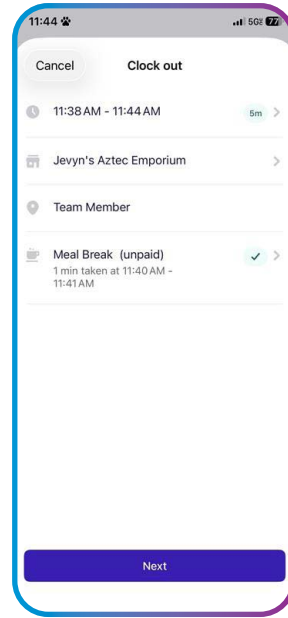 11:44
5GE 77
Cancel
Clock out
11:38 AM - 11:44 AM
5m
Jevyn's Aztec Emporium
Team Member
Meal Break (unpaid)
1 min taken at 11:40 AM -
11:41 AM
Next